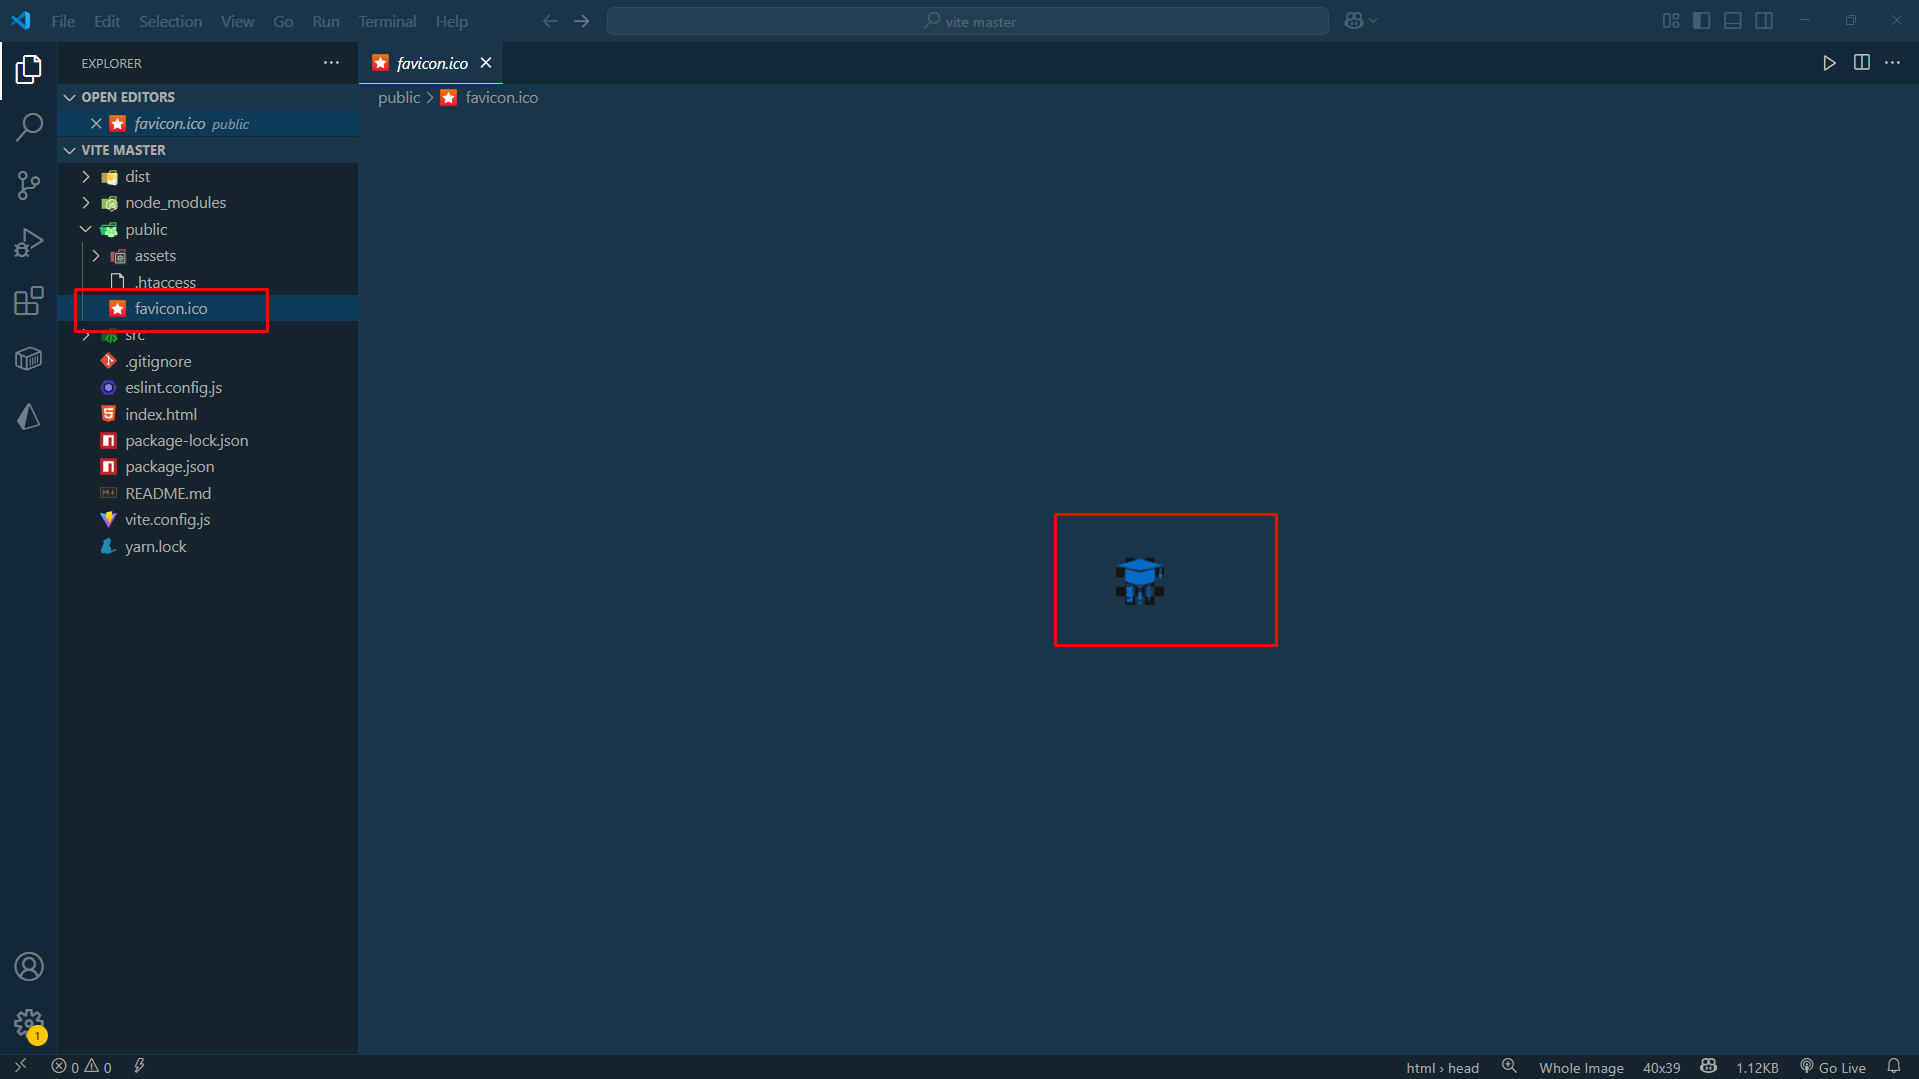 File Edit Selection View Go Run Terminal Help
vite master
EXPLORER
OPEN EDITORS
favicon.ico public
VITE MASTER
dist
node_modules
public
assets
.htaccess
favicon.ico
src
.gitignore
eslint.config.js
index.html
package-lock.json
package.json
README.md
vite.config.js
yarn.lock
favicon.ico
public > favicon.ico
1
0 0
html › head
Whole Image
40x39
1.12KB
Go Live